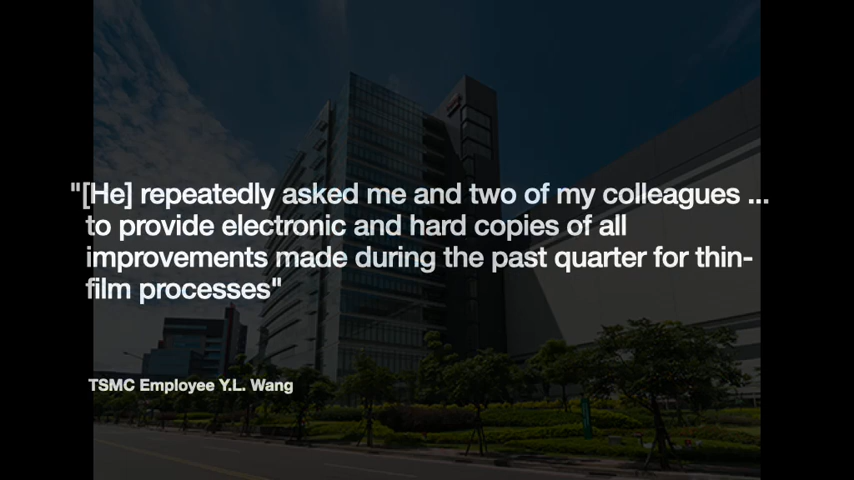 "[He] repeatedly asked me and two of my colleagues ...
to provide electronic and hard copies of all
improvements made during the past quarter for thin-
film processes"
TSMC Employee Y.L. Wang